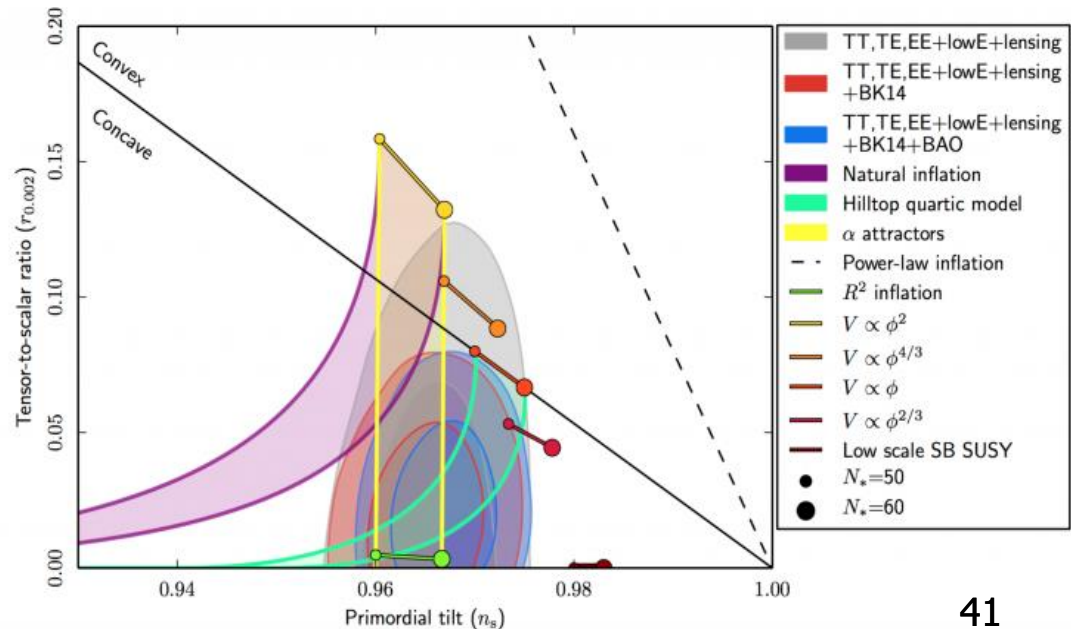 0.20
0.15
0.10
0.05
0.00
Tensor-to-scalar ratio (r₀.₀₀₂)
Convex
Concave
0.94
0.96
0.98
1.00
Primordial tilt (nₛ)
TT,TE,EE+lowE+lensing
TT,TE,EE+lowE+lensing
+BK14
TT,TE,EE+lowE+lensing
+BK14+BAO
Natural inflation
Hilltop quartic model
α attractors
Power-law inflation
R² inflation
V ∝ ϕ²
V ∝ ϕ^{4/3}
V ∝ ϕ
V ∝ ϕ^{2/3}
Low scale SB SUSY
N*=50
N*=60
41